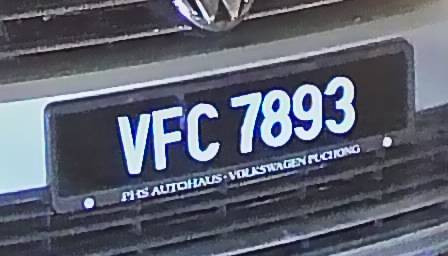 VFC 7893
PHS AUTOHAUS · VOLKSWAGEN PUCHONG